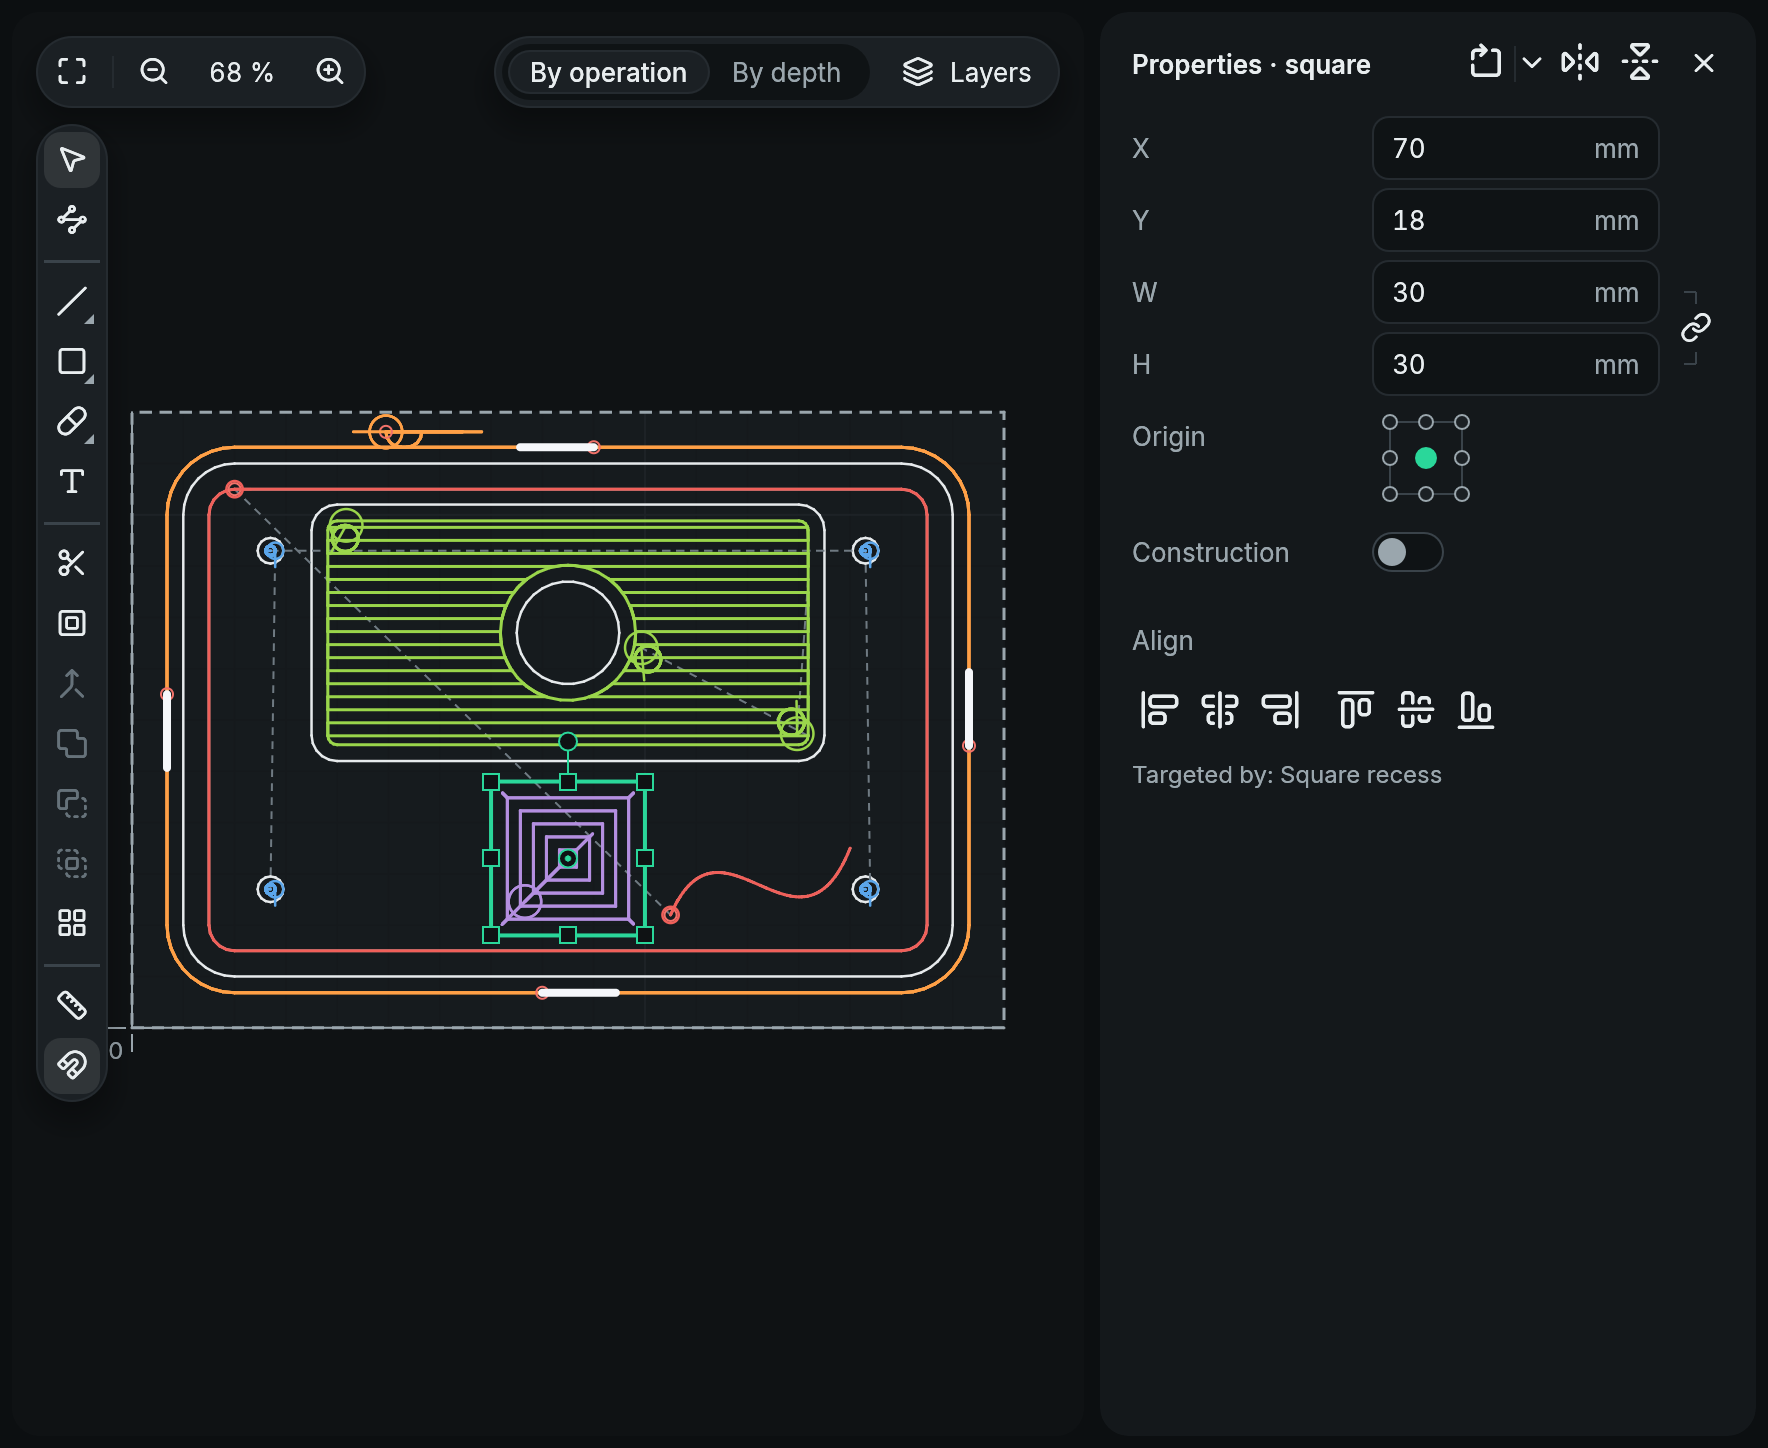 68 %
By operation
By depth
Layers
Properties · square
X
70
mm
Y
18
mm
W
30
mm
H
30
mm
Origin
Construction
Align
Targeted by: Square recess
0